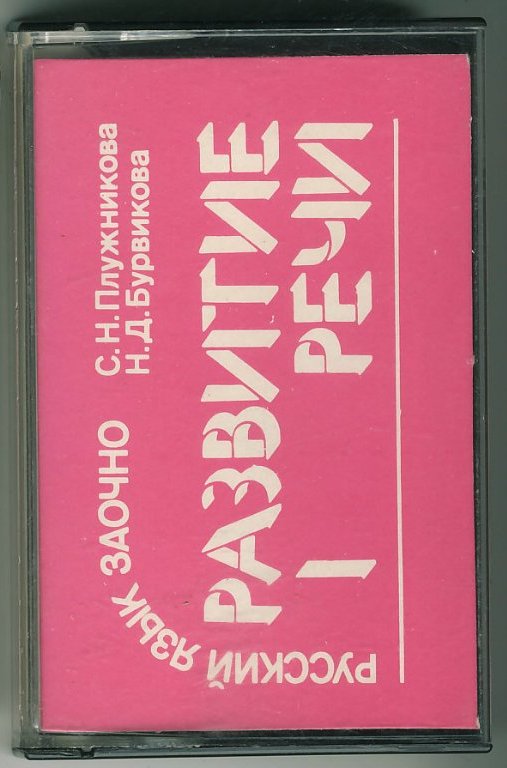 С.Н.Плужникова
Н.Д.Бурвикова
РУССКИЙ ЯЗЫК ЗАОЧНО
РАЗВИТИЕ
РЕЧИ
I